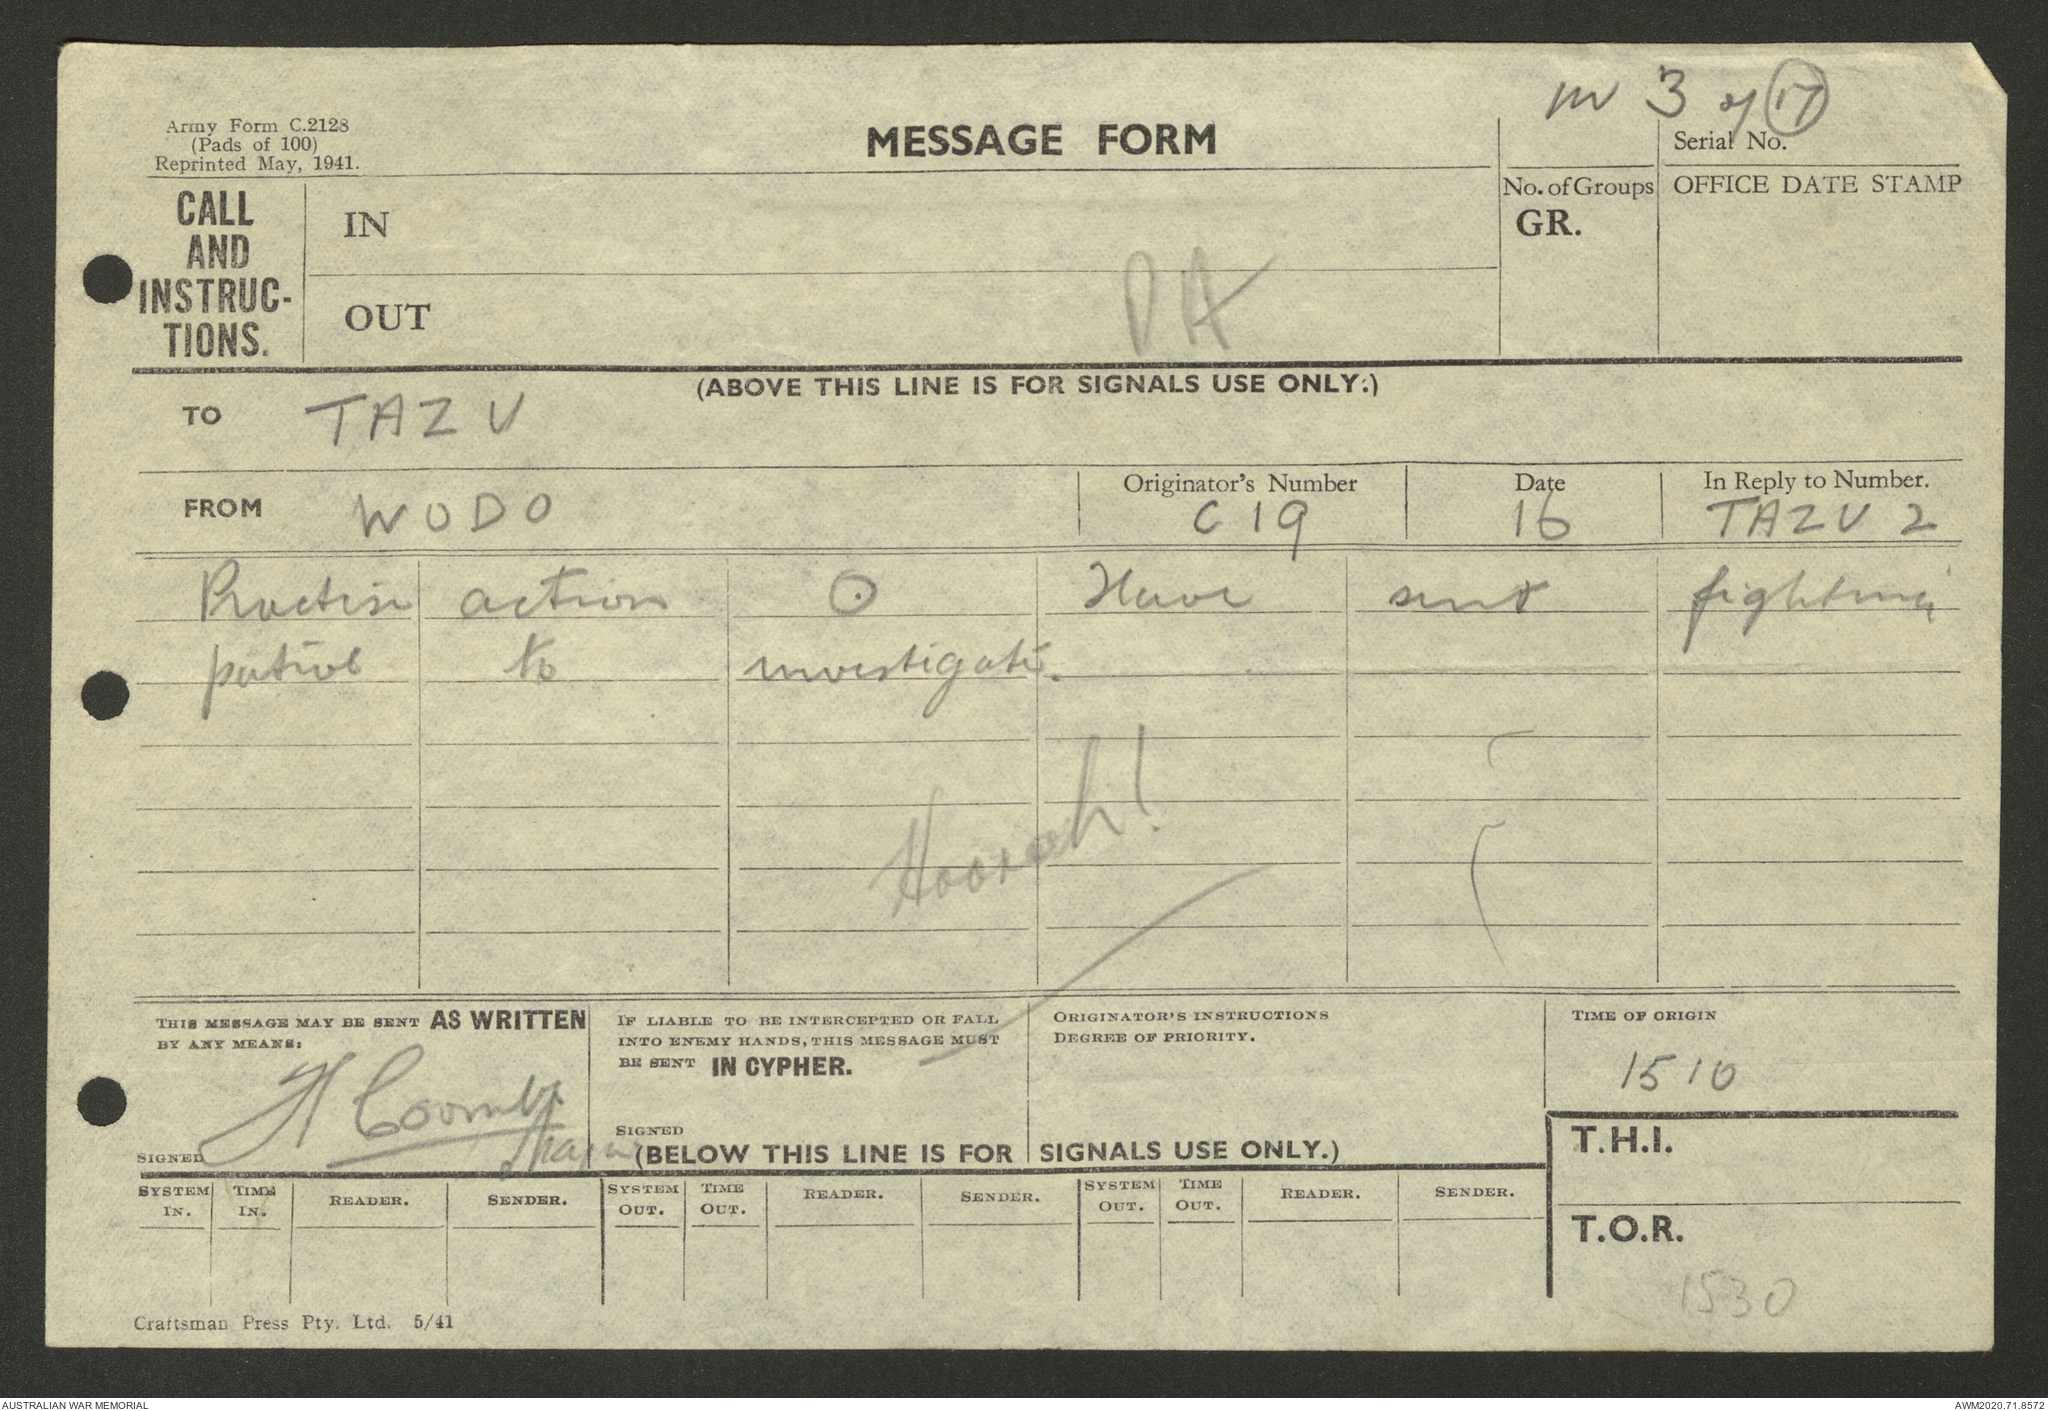 3 of 17
Army Form C.2128
(Pads of 100)
Reprinted May, 1941.
MESSAGE FORM
Serial No.
CALL
AND
INSTRUC-
TIONS.
IN
No. of Groups
GR.
OFFICE DATE STAMP
OUT
PA
(ABOVE THIS LINE IS FOR SIGNALS USE ONLY.)
TO TAZU
FROM WODO
Originator's Number Date In Reply to Number.
C19 16 TAZU 2
Practise action ⊙ Have sent fighting
patrol to investigate.
Hoorah!
THIS MESSAGE MAY BE SENT AS WRITTEN
BY ANY MEANS:
H Coombs
SIGNED
IF LIABLE TO BE INTERCEPTED OR FALL
INTO ENEMY HANDS, THIS MESSAGE MUST
BE SENT IN CYPHER.
SIGNED
ORIGINATOR'S INSTRUCTIONS
DEGREE OF PRIORITY.
TIME OF ORIGIN
1510
(BELOW THIS LINE IS FOR SIGNALS USE ONLY.)
T.H.I.
SYSTEM IN. TIME IN. READER. SENDER. SYSTEM OUT. TIME OUT. READER. SENDER. SYSTEM OUT. TIME OUT. READER. SENDER.
T.O.R.
1530
Craftsman Press Pty. Ltd. 5/41
AUSTRALIAN WAR MEMORIAL
AWM2020.71.8572